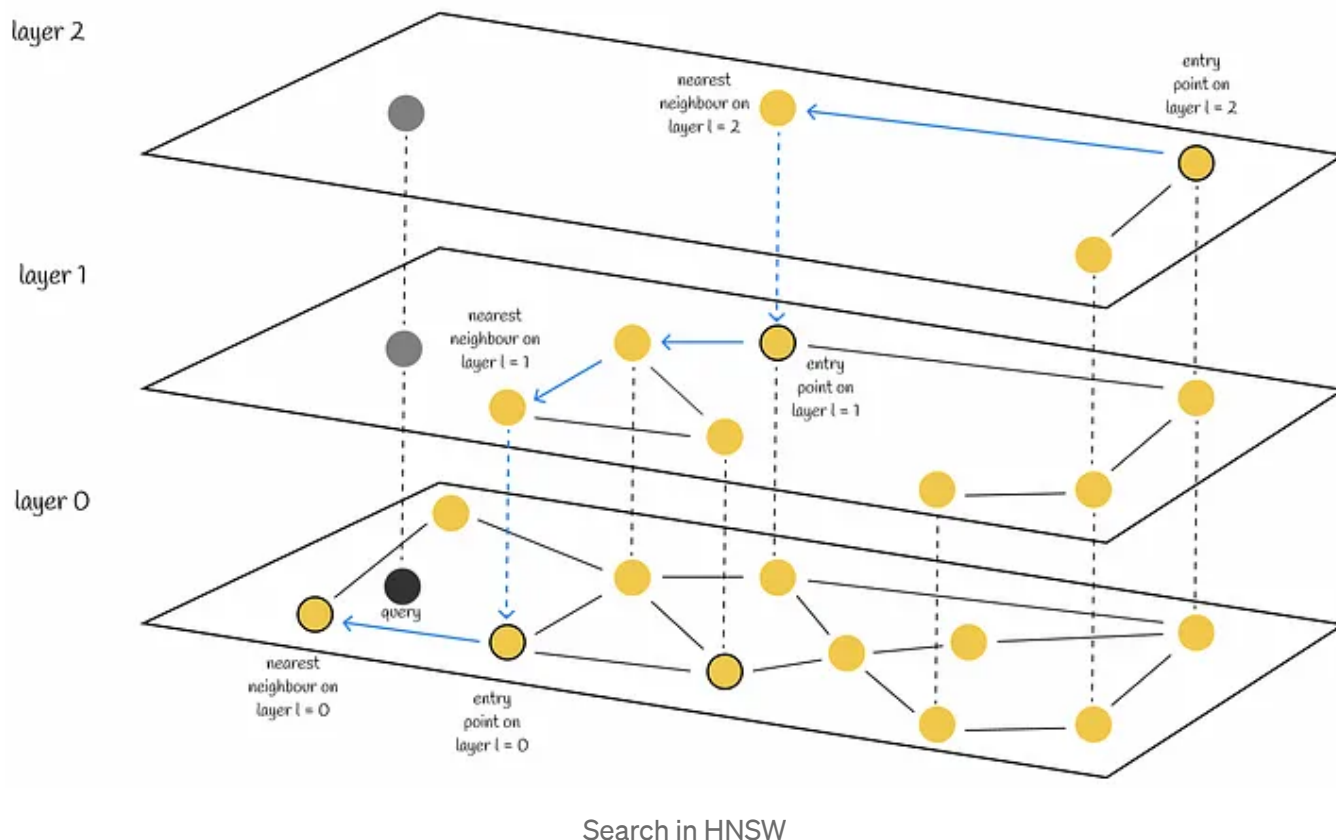 layer 2
entry
point on
layer l = 2
nearest
neighbour on
layer l = 2
layer 1
nearest
neighbour on
layer l = 1
entry
point on
layer l = 1
layer 0
query
nearest
neighbour on
layer l = 0
entry
point on
layer l = 0
Search in HNSW